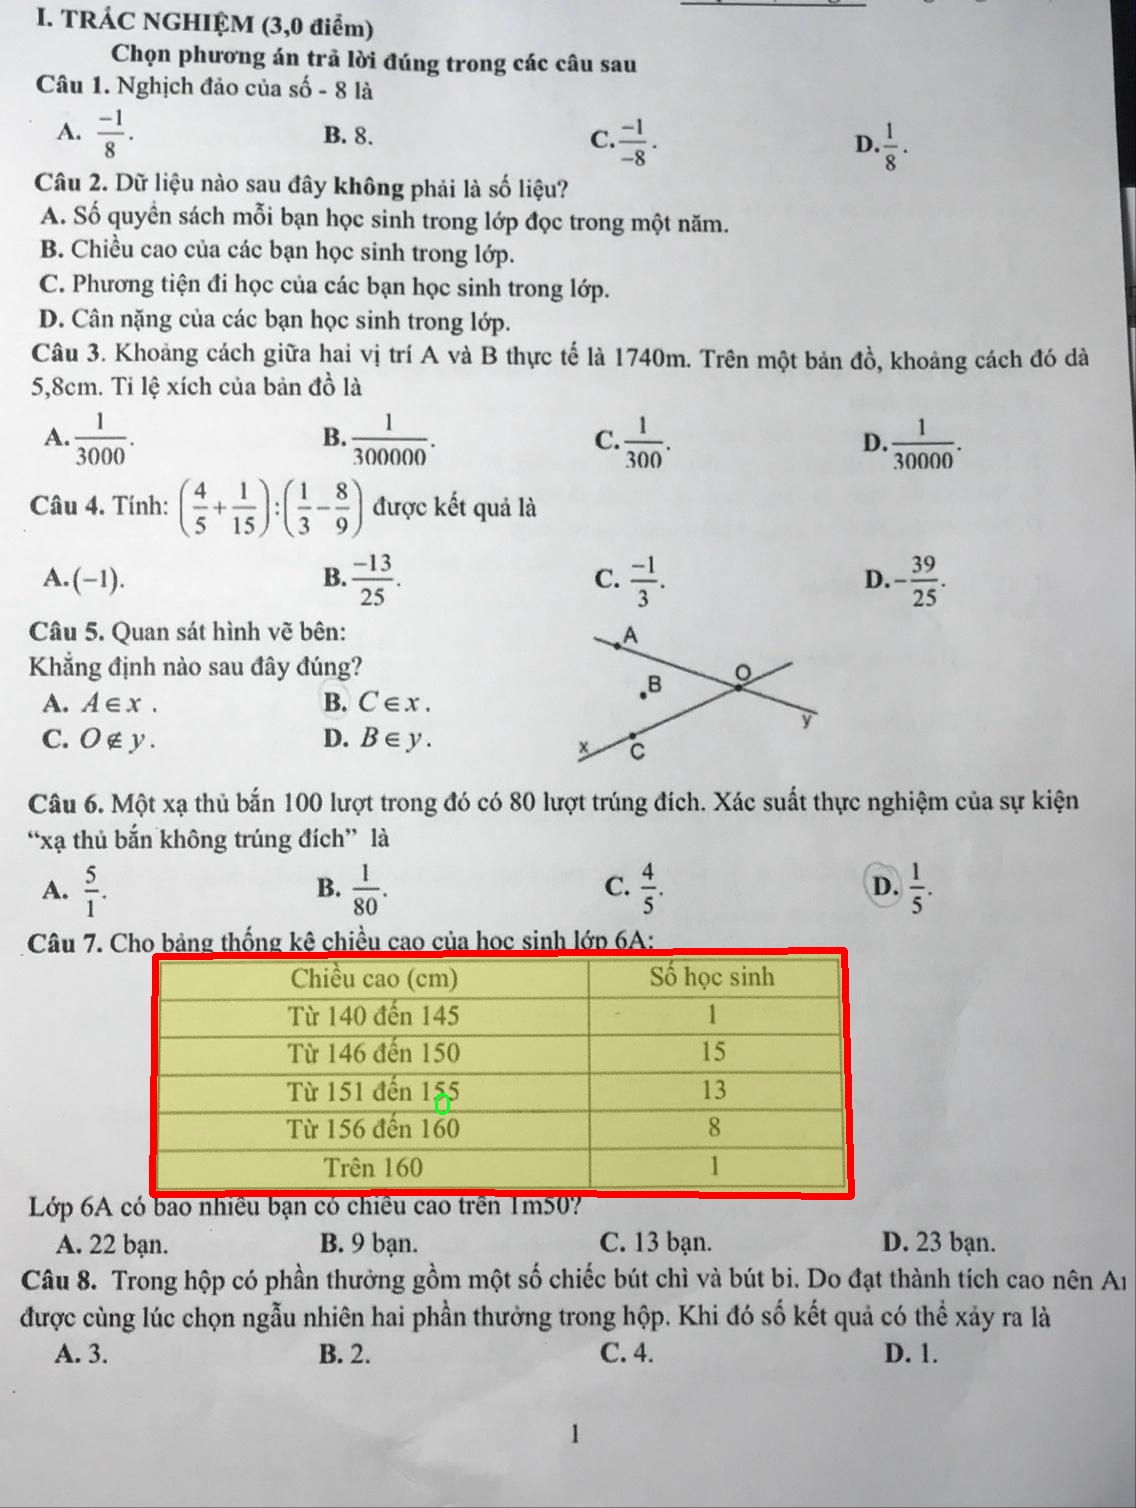 I. TRẮC NGHIỆM (3,0 điểm)
Chọn phương án trả lời đúng trong các câu sau
Câu 1. Nghịch đảo của số - 8 là
A. \frac{-1}{8}. B. 8. C. \frac{-1}{-8}. D. \frac{1}{8}.
Câu 2. Dữ liệu nào sau đây không phải là số liệu?
A. Số quyển sách mỗi bạn học sinh trong lớp đọc trong một năm.
B. Chiều cao của các bạn học sinh trong lớp.
C. Phương tiện đi học của các bạn học sinh trong lớp.
D. Cân nặng của các bạn học sinh trong lớp.
Câu 3. Khoảng cách giữa hai vị trí A và B thực tế là 1740m. Trên một bản đồ, khoảng cách đó dà
5,8cm. Tỉ lệ xích của bản đồ là
A. \frac{1}{3000}. B. \frac{1}{300000}. C. \frac{1}{300}. D. \frac{1}{30000}.
Câu 4. Tính: \left(\frac{4}{5}+\frac{1}{15}\right):\left(\frac{1}{3}-\frac{8}{9}\right) được kết quả là
A. (-1). B. \frac{-13}{25}. C. \frac{-1}{3}. D. -\frac{39}{25}.
Câu 5. Quan sát hình vẽ bên:
Khẳng định nào sau đây đúng?
A. A ∈ x . B. C ∈ x .
C. O ∉ y . D. B ∈ y .
A
B
O
y
x
C
Câu 6. Một xạ thủ bắn 100 lượt trong đó có 80 lượt trúng đích. Xác suất thực nghiệm của sự kiện
“xạ thủ bắn không trúng đích” là
A. \frac{5}{1}. B. \frac{1}{80}. C. \frac{4}{5}. D. \frac{1}{5}.
Câu 7. Cho bảng thống kê chiều cao của học sinh lớp 6A:
Chiều cao (cm) Số học sinh
Từ 140 đến 145 1
Từ 146 đến 150 15
Từ 151 đến 155 13
Từ 156 đến 160 8
Trên 160 1
Lớp 6A có bao nhiêu bạn có chiều cao trên 1m50?
A. 22 bạn. B. 9 bạn. C. 13 bạn. D. 23 bạn.
Câu 8. Trong hộp có phần thưởng gồm một số chiếc bút chì và bút bi. Do đạt thành tích cao nên
được cùng lúc chọn ngẫu nhiên hai phần thưởng trong hộp. Khi đó số kết quả có thể xảy ra là
A. 3. B. 2. C. 4. D. 1.
1